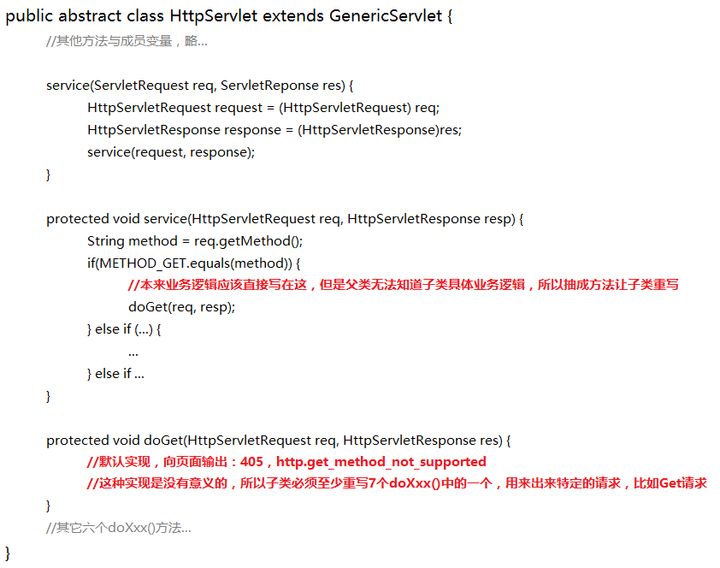 public abstract class HttpServlet extends GenericServlet {
//其他方法与成员变量，略...
service(ServletRequest req, ServletReponse res) {
HttpServletRequest request = (HttpServletRequest) req;
HttpServletResponse response = (HttpServletResponse)res;
service(request, response);
}
protected void service(HttpServletRequest req, HttpServletResponse resp) {
String method = req.getMethod();
if(METHOD_GET.equals(method)) {
//本来业务逻辑应该直接写在这，但是父类无法知道子类具体业务逻辑，所以抽成方法让子类重写
doGet(req, resp);
} else if (...) {
...
} else if ...
}
protected void doGet(HttpServletRequest req, HttpServletResponse res) {
//默认实现，向页面输出：405，http.get_method_not_supported
//这种实现是没有意义的，所以子类必须至少重写7个doXxx()中的一个，用来出来特定的请求，比如Get请求
}
//其它六个doXxx()方法...
}